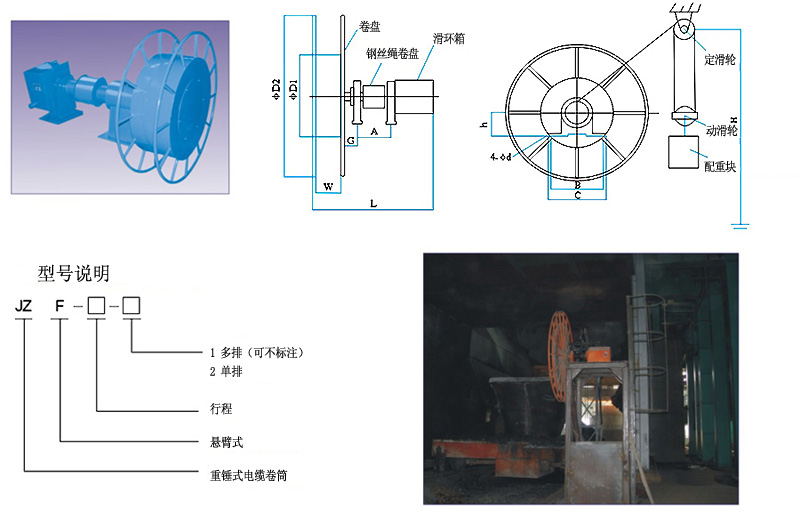 卷盘
钢丝绳卷盘
滑环箱
ΦD2
ΦD1
G
A
W
L
定滑轮
H
h
动滑轮
4-φd
配重块
B
C
型号说明
JZ F - □ - □
1 多排（可不标注）
2 单排
行程
悬臂式
重锤式电缆卷筒